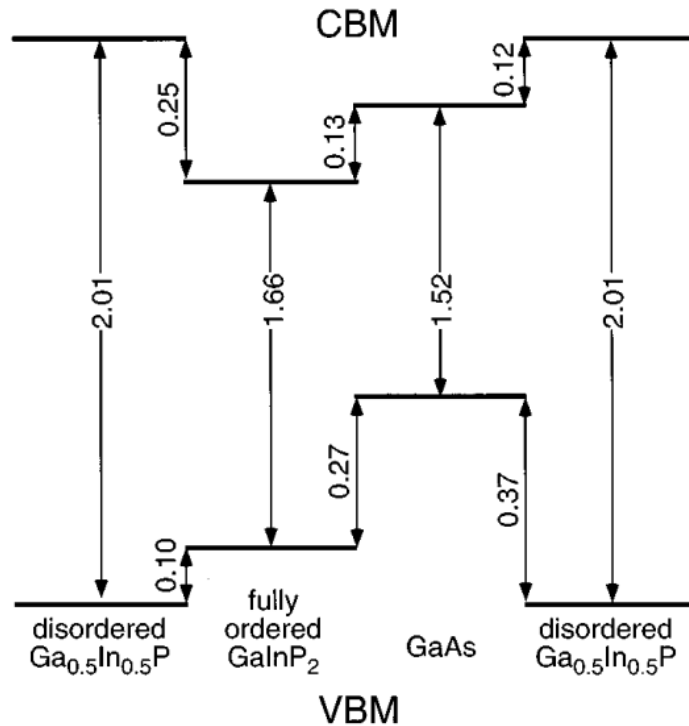 CBM
0.25
0.13
0.12
2.01
1.66
1.52
2.01
0.10
0.27
0.37
disordered
Ga₀.₅In₀.₅P
fully
ordered
GaInP₂
GaAs
disordered
Ga₀.₅In₀.₅P
VBM